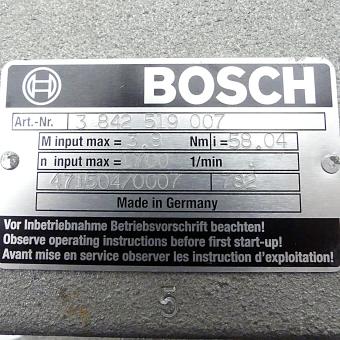 BOSCH
Art.-Nr. 3 842 519 007
M input max = 3.9 Nm i = 58.04
n input max = 1/min
471504/0007 782
Made in Germany
Vor Inbetriebnahme Betriebsvorschrift beachten!
Observe operating instructions before first start-up!
Avant mise en service observer les instruction d'exploitation!
5